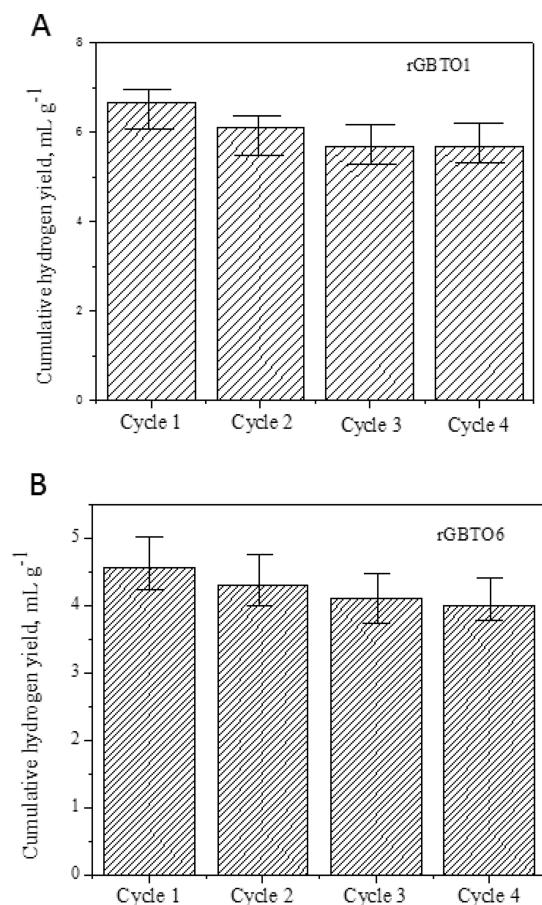 A
8
rGBTO1
6
4
2
0
Cumulative hydrogen yield, mL g-1
Cycle 1 Cycle 2 Cycle 3 Cycle 4
B
5
rGBTO6
4
3
2
1
0
Cumulative hydrogen yield, mL g-1
Cycle 1 Cycle 2 Cycle 3 Cycle 4